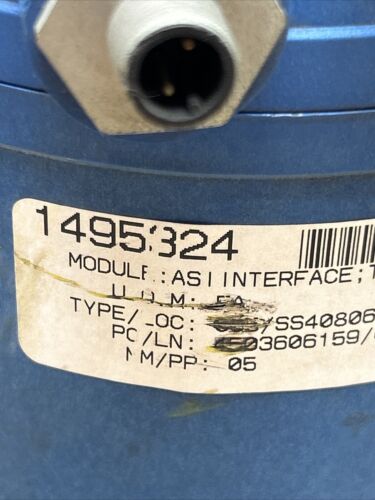 1495324
MODULE:ASI INTERFACE;T
U.O.M: EA
TYPE/LOC: /SS40806
PO/LN: 4503606159/
MM/PP: 05